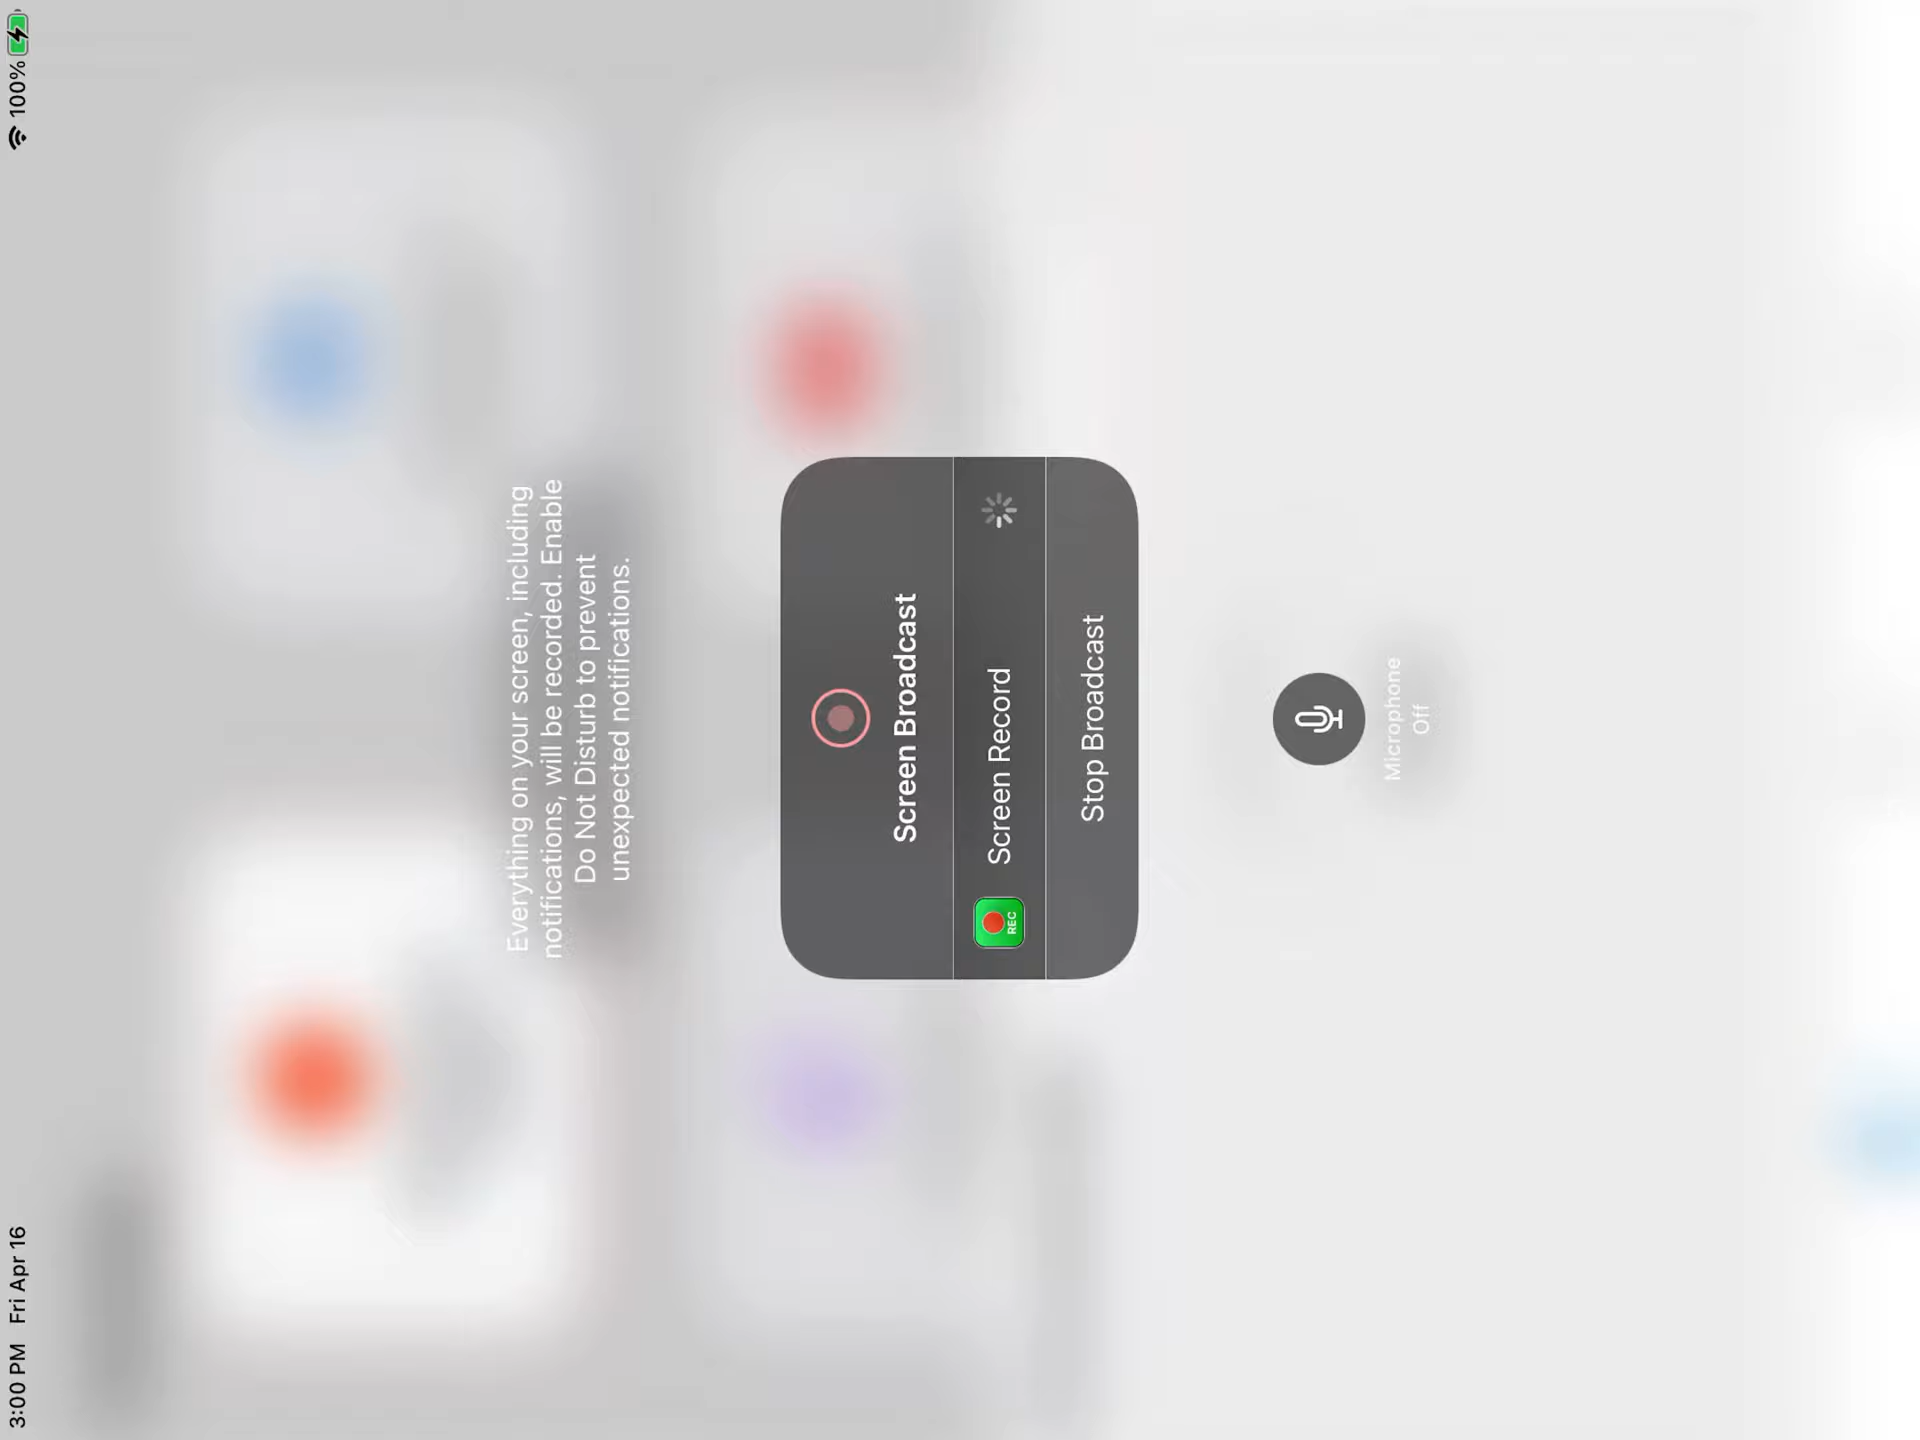 3:00 PM Fri Apr 16
100%
Everything on your screen, including
notifications, will be recorded. Enable
Do Not Disturb to prevent
unexpected notifications.
Screen Broadcast
REC
Screen Record
Stop Broadcast
Microphone
Off